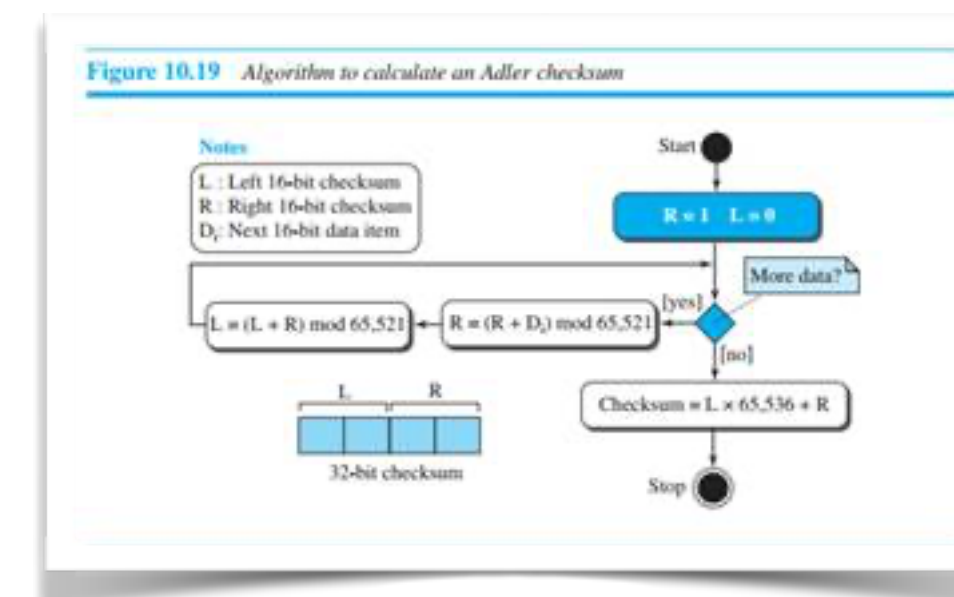 Figure 10.19 Algorithm to calculate an Adler checksum
Notes
L : Left 16-bit checksum
R : Right 16-bit checksum
Di: Next 16-bit data item
Start
R = 1 L = 0
More data?
[yes]
R = (R + Di) mod 65,521
L = (L + R) mod 65,521
[no]
Checksum = L × 65,536 + R
Stop
L R
32-bit checksum